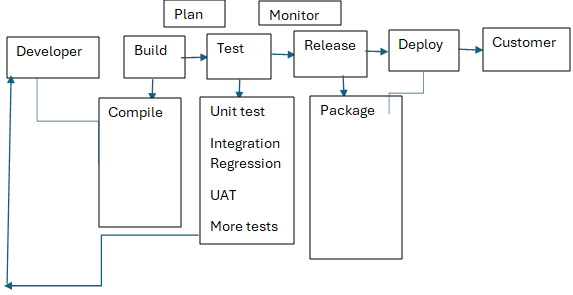 Plan
Monitor
Developer
Build
Test
Release
Deploy
Customer
Compile
Unit test
Integration
Regression
UAT
More tests
Package